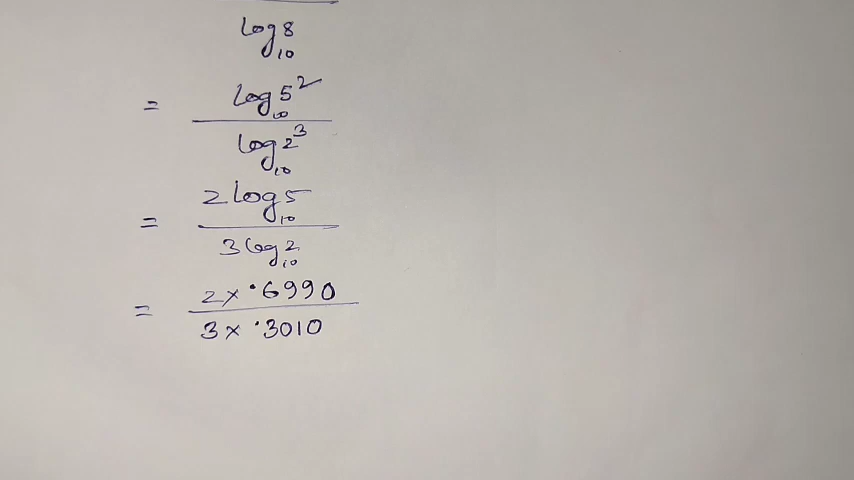 log₁₀8
= log₁₀5²
log₁₀2³
= 2log₁₀5
3log₁₀2
= 2×·6990
3×·3010